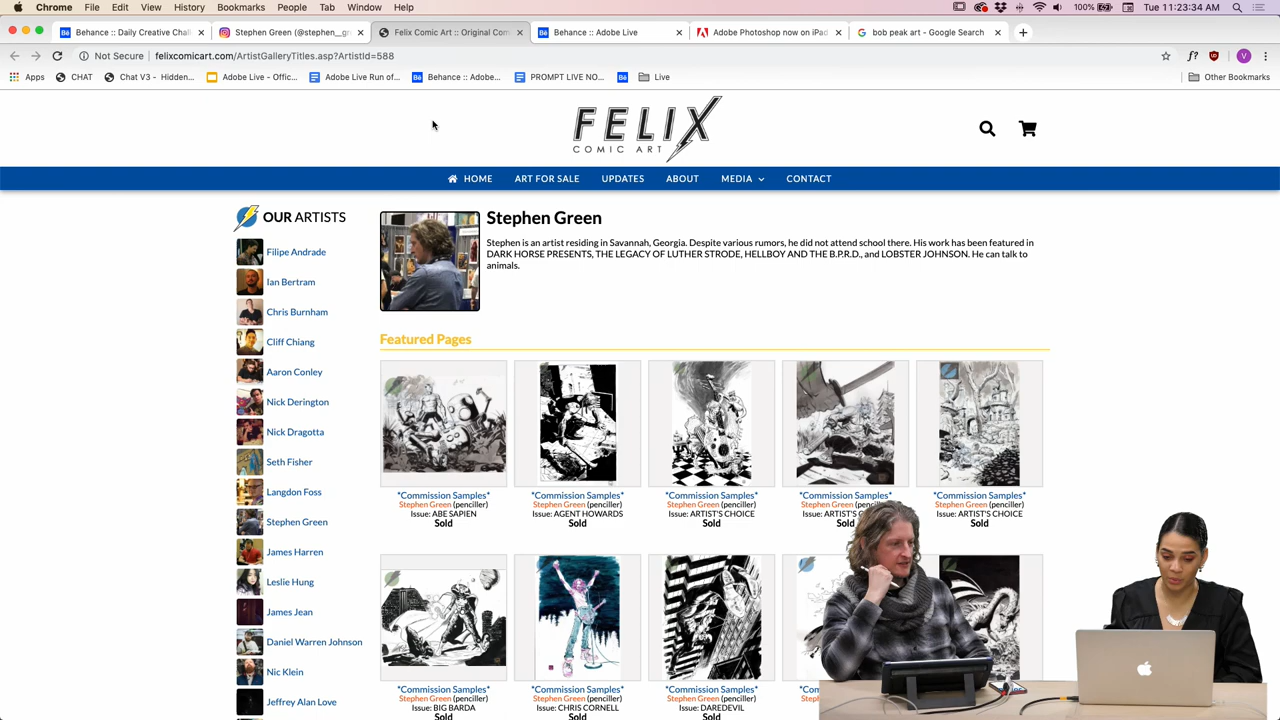 Chrome File Edit View History Bookmarks People Tab Window Help
100% Tue 11:23:34 AM
Behance :: Daily Creative Chall
Stephen Green (@stephen__gr
Felix Comic Art :: Original Com
Behance :: Adobe Live
Adobe Photoshop now on iPad
bob peak art - Google Search
Not Secure felixcomicart.com/ArtistGalleryTitles.asp?ArtistId=588
Apps CHAT Chat V3 - Hidden... Adobe Live - Offic... Adobe Live Run of... Behance :: Adobe... PROMPT LIVE NO... Live Other Bookmarks
FELIX
COMIC ART
HOME ART FOR SALE UPDATES ABOUT MEDIA CONTACT
OUR ARTISTS
Filipe Andrade
Ian Bertram
Chris Burnham
Cliff Chiang
Aaron Conley
Nick Derington
Nick Dragotta
Seth Fisher
Langdon Foss
Stephen Green
James Harren
Leslie Hung
James Jean
Daniel Warren Johnson
Nic Klein
Jeffrey Alan Love
Stephen Green
Stephen is an artist residing in Savannah, Georgia. Despite various rumors, he did not attend school there. His work has been featured in
DARK HORSE PRESENTS, THE LEGACY OF LUTHER STRODE, HELLBOY AND THE B.P.R.D., and LOBSTER JOHNSON. He can talk to
animals.
Featured Pages
*Commission Samples*
Stephen Green (penciller)
Issue: ABE SAPIEN
Sold
*Commission Samples*
Stephen Green (penciller)
Issue: AGENT HOWARDS
Sold
*Commission Samples*
Stephen Green (penciller)
Issue: ARTIST'S CHOICE
Sold
*Commission Samples*
Stephen Green
Issue: ARTIST'S
Sold
*Commission Samples*
Stephen Green (penciller)
Issue: ARTIST'S CHOICE
Sold
*Commission Samples*
Stephen Green (penciller)
Issue: BIG BARDA
Sold
*Commission Samples*
Stephen Green (penciller)
Issue: CHRIS CORNELL
Sold
*Commission Samples*
Stephen Green (penciller)
Issue: DAREDEVIL
Sold